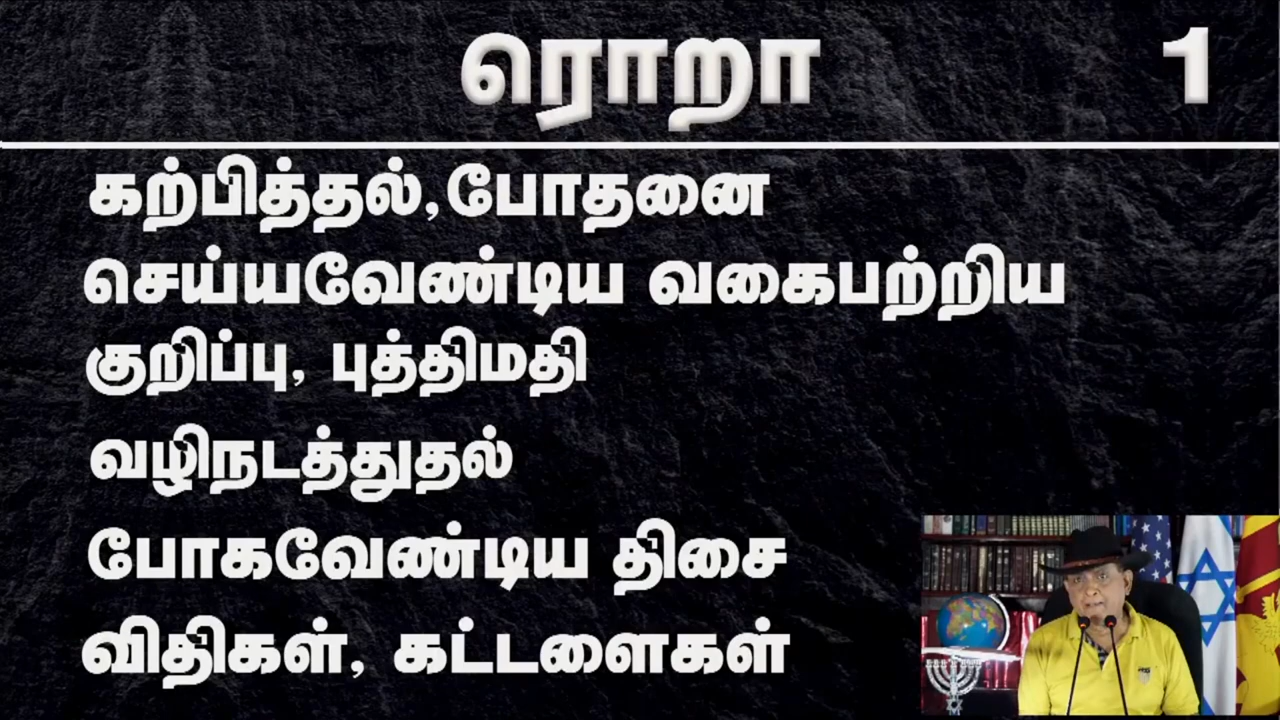 ரொறா 1
கற்பித்தல்,போதனை
செய்யவேண்டிய வகைபற்றிய
குறிப்பு, புத்திமதி
வழிநடத்துதல்
போகவேண்டிய திசை
விதிகள், கட்டளைகள்